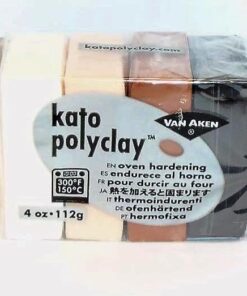 katopolyclay.com
kato
polyclay™
VAN AKEN
®
EN oven hardening
ES endurece al horno
FR pour durcir au four
JA 熱を加えると固まります
IT thermoindurenti
DE ofenhärtend
PT hermofixa
300°F
150°C
4 oz • 112g